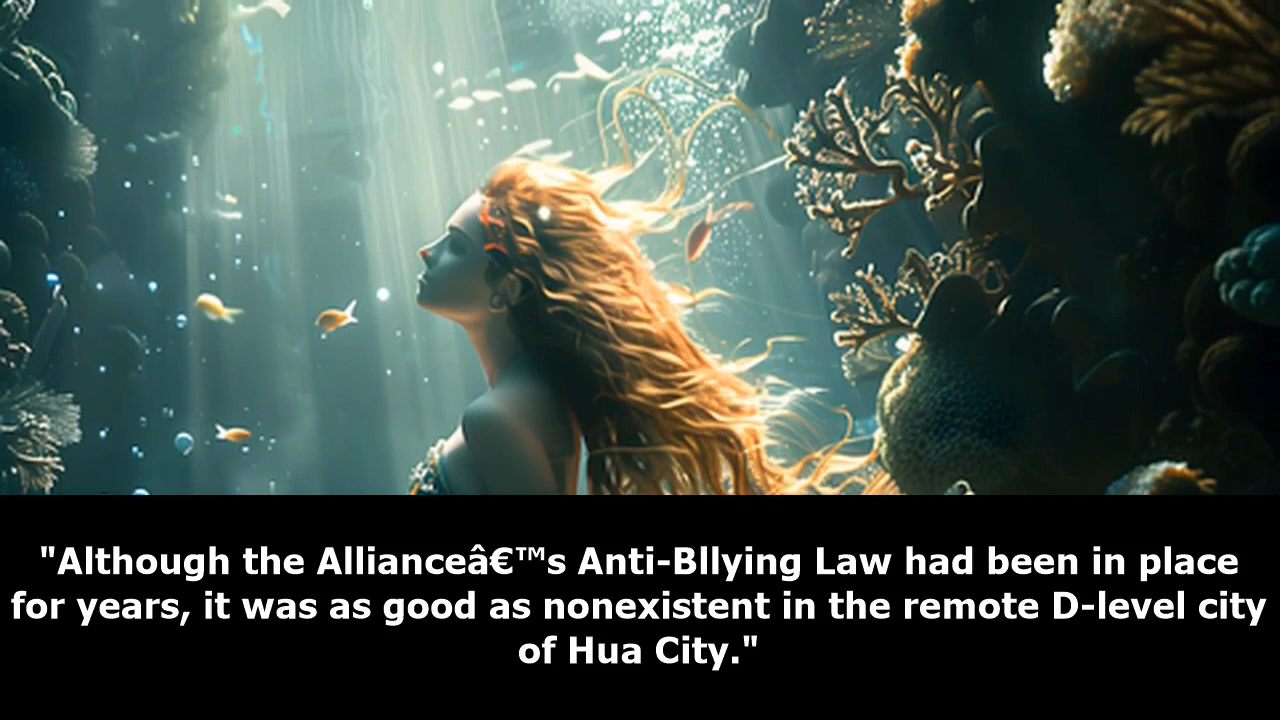 "Although the Allianceâ€™s Anti-Bllying Law had been in place
for years, it was as good as nonexistent in the remote D-level city
of Hua City."